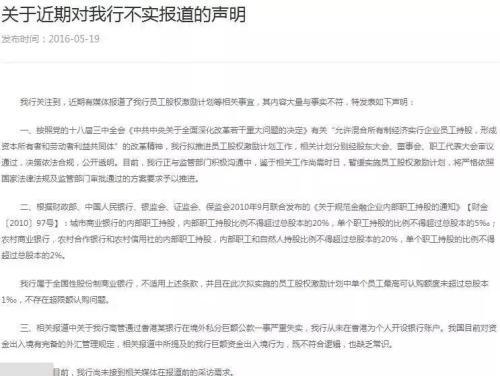 关于近期对我行不实报道的声明
发布时间：2016-05-19
我行关注到，近期有媒体报道了我行员工股权激励计划等相关事宜，其内容大量与事实不符，特发表如下声明：
一、按照党的十八届三中全会《中共中央关于全面深化改革若干重大问题的决定》有关“允许混合所有制经济实行企业员工持股，形成
资本所有者和劳动者利益共同体”的改革精神，我行拟推进员工股权激励计划工作，相关计划分别经股东大会、董事会、职工代表大会审议
通过，决策依法合规，公开透明。目前，我行正与监管部门积极沟通中，鉴于相关工作尚需时日，暂缓实施员工股权激励计划，将严格依照
国家法律法规及监管部门审批通过的方案要求予以推进。
二、根据财政部、中国人民银行、银监会、证监会、保监会2010年9月联合发布的《关于规范金融企业内部职工持股的通知》【财金
【2010】97号】：城市商业银行的内部职工持股，内部职工持股比例不得超过总股本的20%，单个职工持股的比例不得超过总股本的5‰；
农村商业银行，农村合作银行和农村信用社的内部职工持股，内部职工和自然人持股比例不得超过总股本的20%，单个职工持股的比例不得
超过总股本的2%。
我行属于全国性股份制商业银行，不适用上述条款，并且在此次拟实施的员工股权激励计划中单个员工最高可认购额度未超过总股本
1‰，不存在超限额认购问题。
三、相关报道中关于我行高管通过香港某银行在境外私分巨额公款一事严重失实，我行从未在香港为个人开设银行账户。我国目前对资
金出入境有完备的外汇管理规定，相关报道中所提及的我行巨额资金出入境行为，既不符合逻辑，也缺乏常识。
目前，我行尚未接到相关媒体在报道前的采访需求。